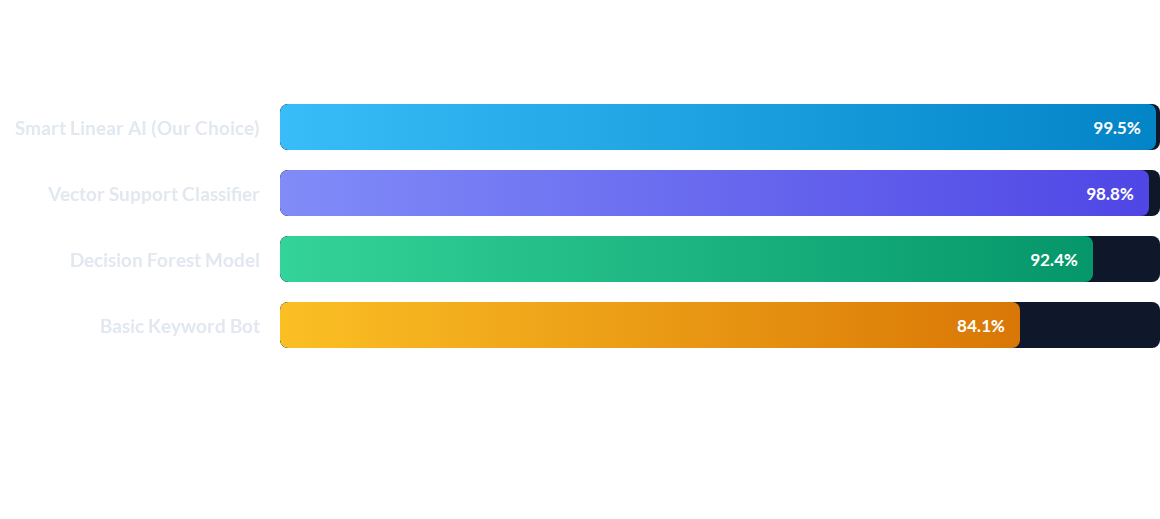 Smart Linear AI (Our Choice) 99.5%
Vector Support Classifier 98.8%
Decision Forest Model 92.4%
Basic Keyword Bot 84.1%